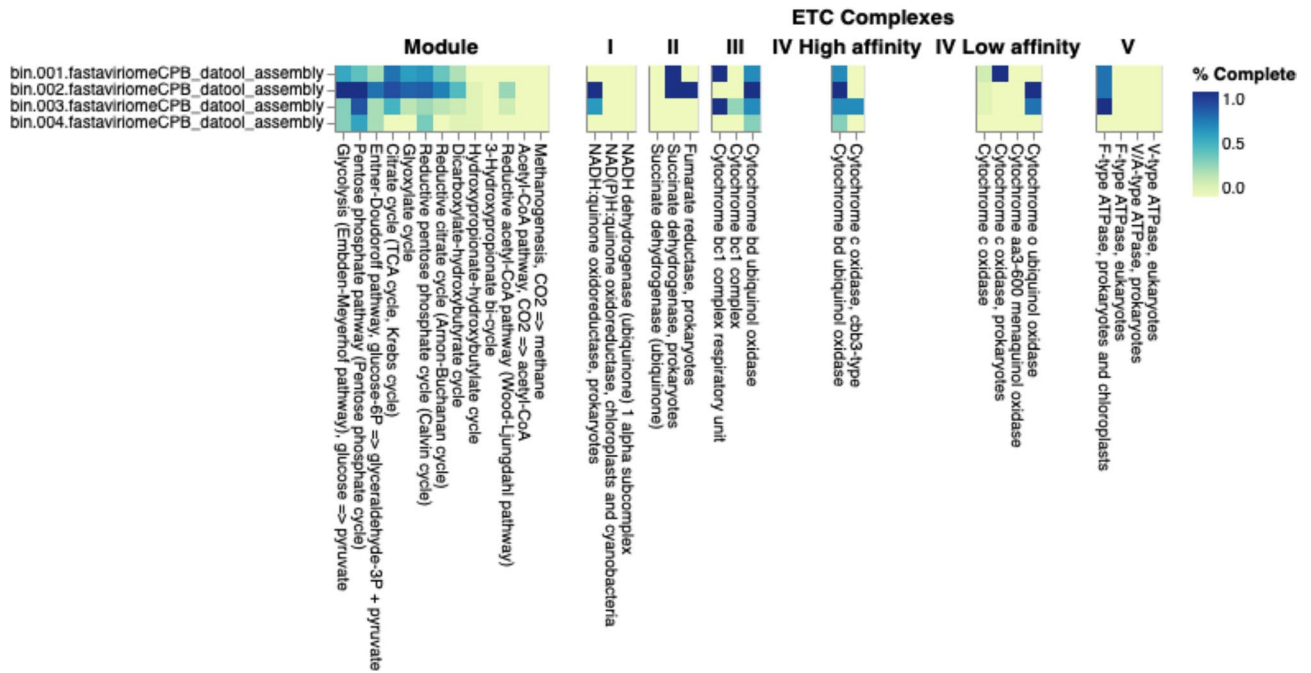 ETC Complexes
Module
I
II
III
IV High affinity
IV Low affinity
V
bin.001.fastaviriomeCPB_datool_assembly
bin.002.fastaviriomeCPB_datool_assembly
bin.003.fastaviriomeCPB_datool_assembly
bin.004.fastaviriomeCPB_datool_assembly
% Complete
1.0
0.5
0.0
Glycolysis (Embden-Meyerhof pathway), glucose => pyruvate
Pentose phosphate pathway (Pentose phosphate cycle)
Entner-Doudoroff pathway, glucose-6P => glyceraldehyde-3P + pyruvate
Citrate cycle (TCA cycle, Krebs cycle)
Glyoxylate cycle
Reductive pentose phosphate cycle (Calvin cycle)
Reductive citrate cycle (Arnon-Buchanan cycle)
Dicarboxylate-hydroxybutyrate cycle
Hydroxypropionate-hydroxybutylate cycle
3-Hydroxypropionate bi-cycle
Reductive acetyl-CoA pathway (Wood-Ljungdahl pathway)
Acetyl-CoA pathway, CO2 => acetyl-CoA
Methanogenesis, CO2 => methane
NADH:quinone oxidoreductase, prokaryotes
NAD(P)H:quinone oxidoreductase, chloroplasts and cyanobacteria
NADH dehydrogenase (ubiquinone) 1 alpha subcomplex
Succinate dehydrogenase (ubiquinone)
Succinate dehydrogenase, prokaryotes
Fumarate reductase, prokaryotes
Cytochrome bc1 complex respiratory unit
Cytochrome bc1 complex
Cytochrome bd ubiquinol oxidase
Cytochrome bd ubiquinol oxidase
Cytochrome c oxidase, cbb3-type
Cytochrome c oxidase
Cytochrome c oxidase, prokaryotes
Cytochrome aa3-600 menaquinol oxidase
Cytochrome o ubiquinol oxidase
F-type ATPase, prokaryotes and chloroplasts
F-type ATPase, eukaryotes
V/A-type ATPase, prokaryotes
V-type ATPase, eukaryotes